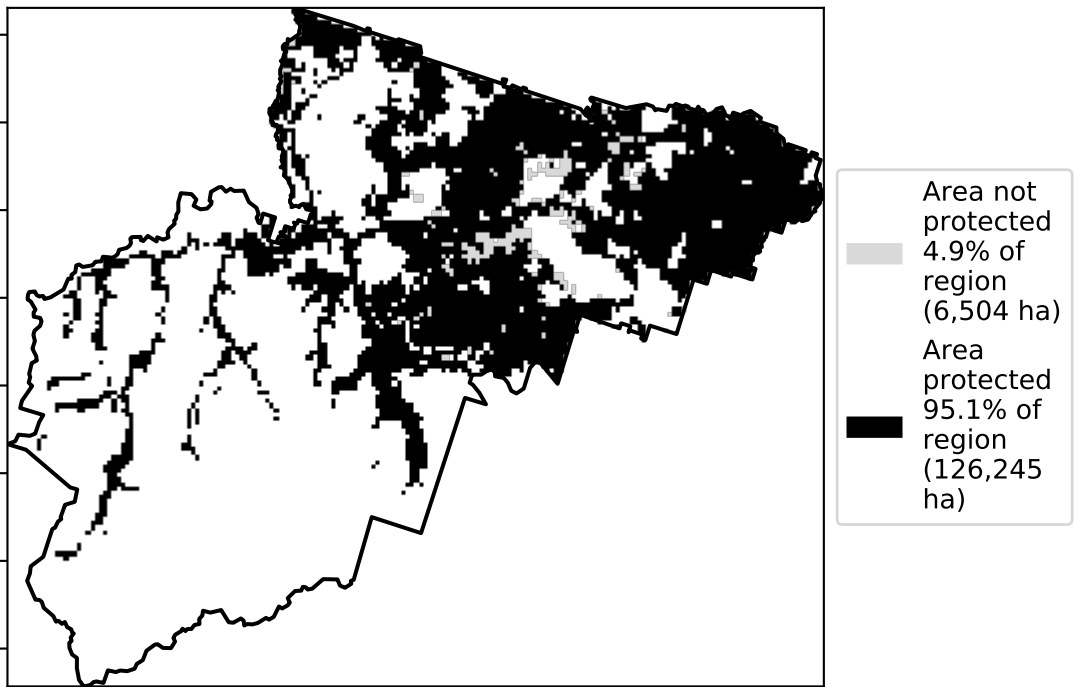 Area not
protected
4.9% of
region
(6,504 ha)
Area
protected
95.1% of
region
(126,245
ha)